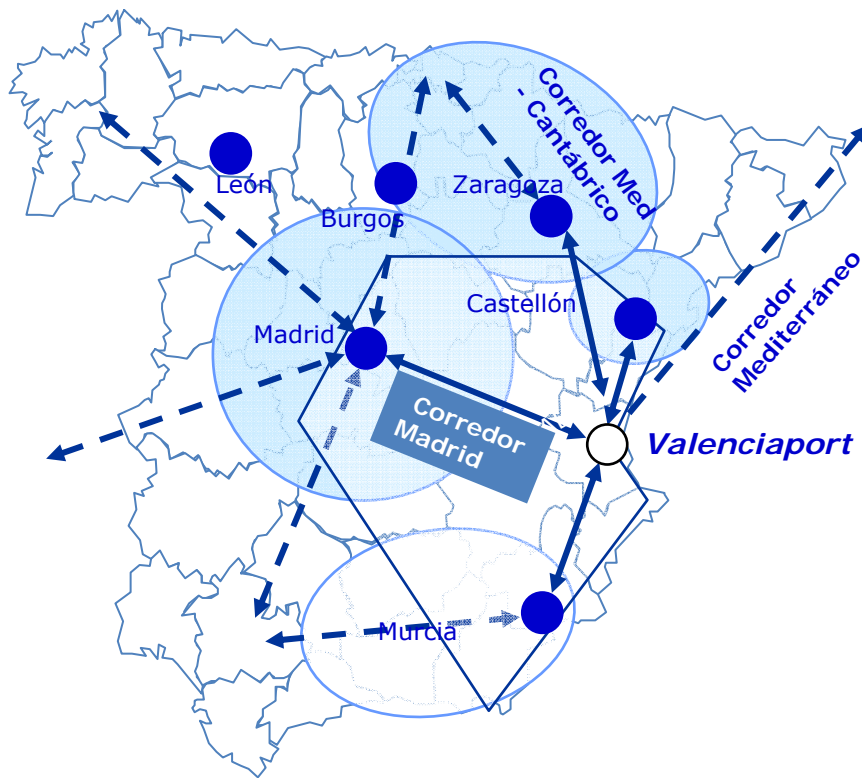 Corredor Med
- Cantábrico
León
Zaragoza
Burgos
Castellón
Madrid
Corredor
Mediterráneo
Corredor
Madrid
Valenciaport
Murcia